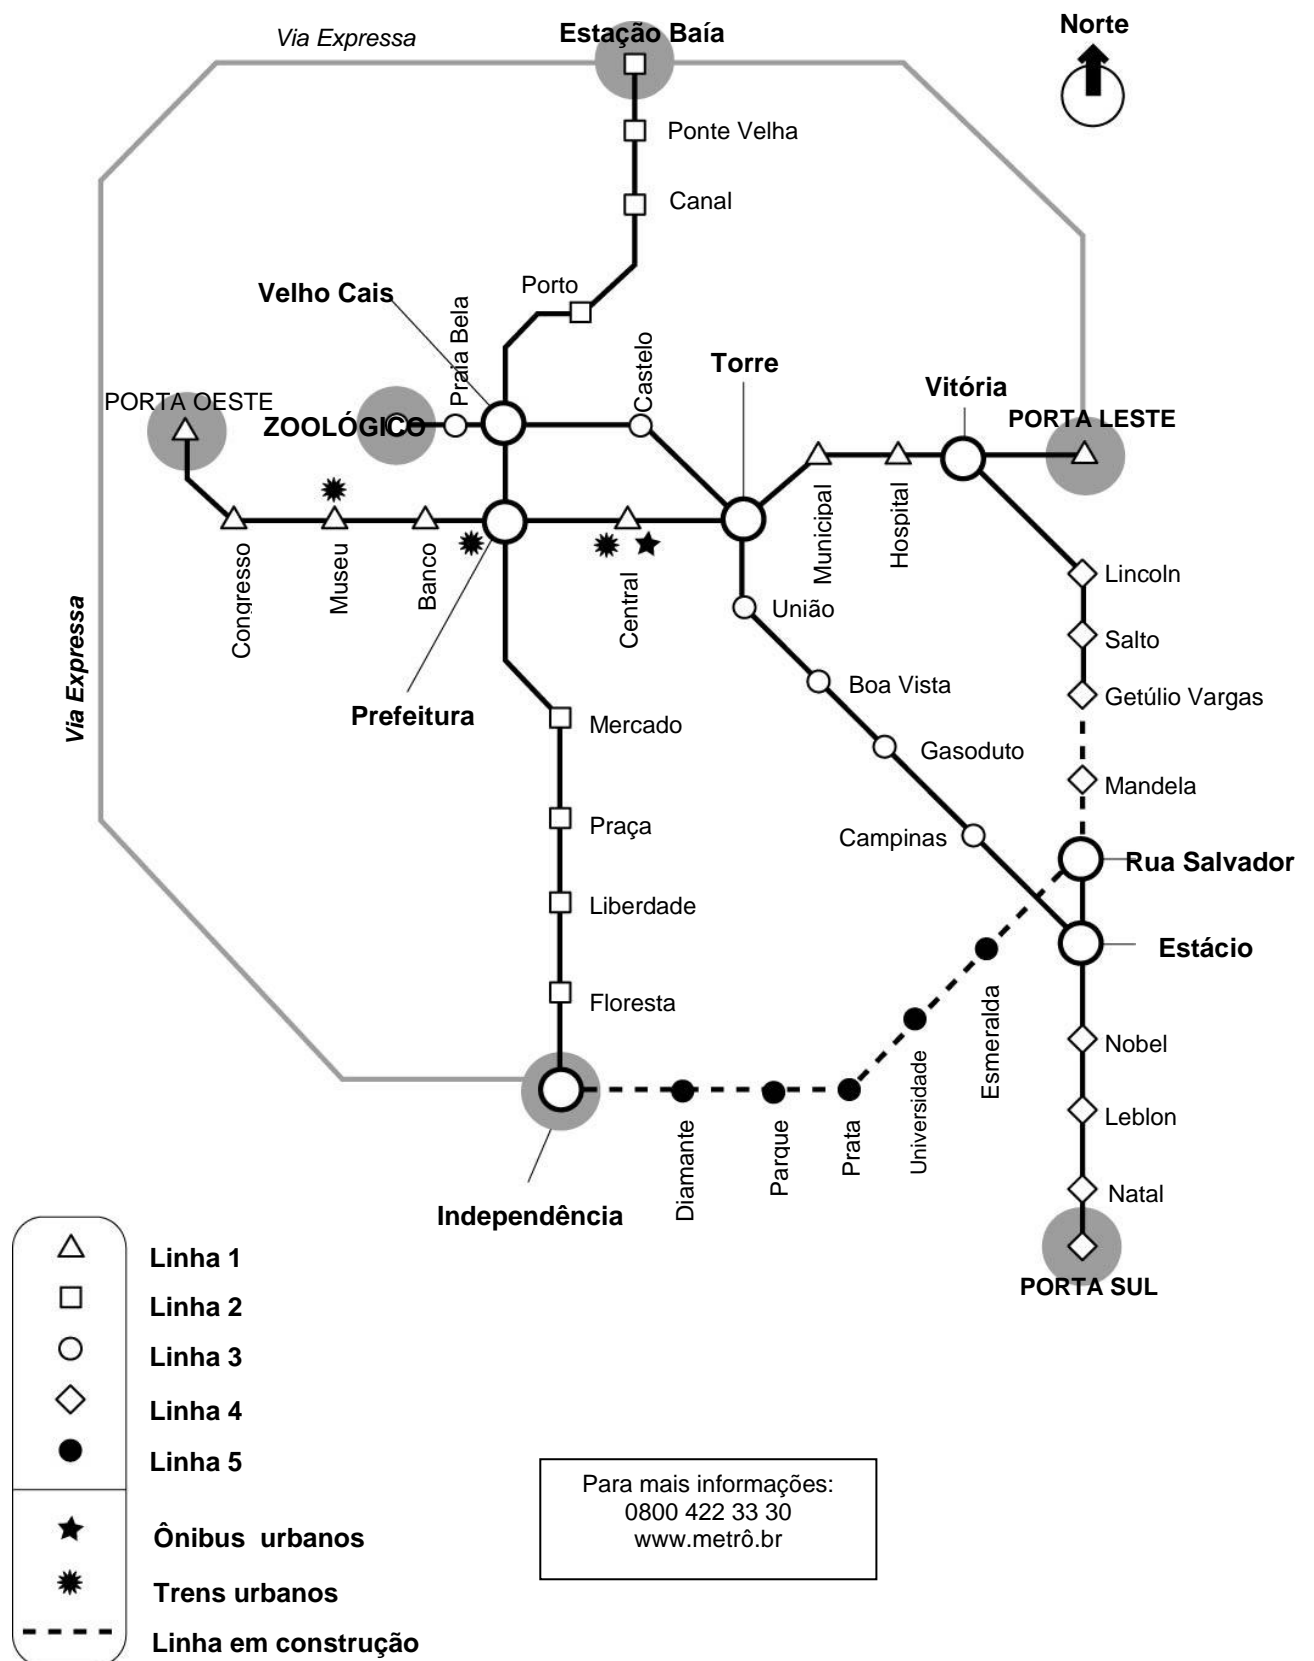 Norte
Via Expressa
Estação Baía
Ponte Velha
Canal
Porto
Velho Cais
Praia Bela
Castelo
Torre
Vitória
PORTA OESTE
ZOOLÓGICO
PORTA LESTE
Congresso
Museu
Banco
Central
Municipal
Hospital
Lincoln
União
Salto
Via Expressa
Boa Vista
Getúlio Vargas
Prefeitura
Mercado
Gasoduto
Mandela
Praça
Campinas
Rua Salvador
Liberdade
Estácio
Floresta
Esmeralda
Nobel
Universidade
Leblon
Diamante
Parque
Prata
Natal
Independência
PORTA SUL
Linha 1
Linha 2
Linha 3
Linha 4
Linha 5
Ônibus urbanos
Trens urbanos
Linha em construção
Para mais informações:
0800 422 33 30
www.metrô.br